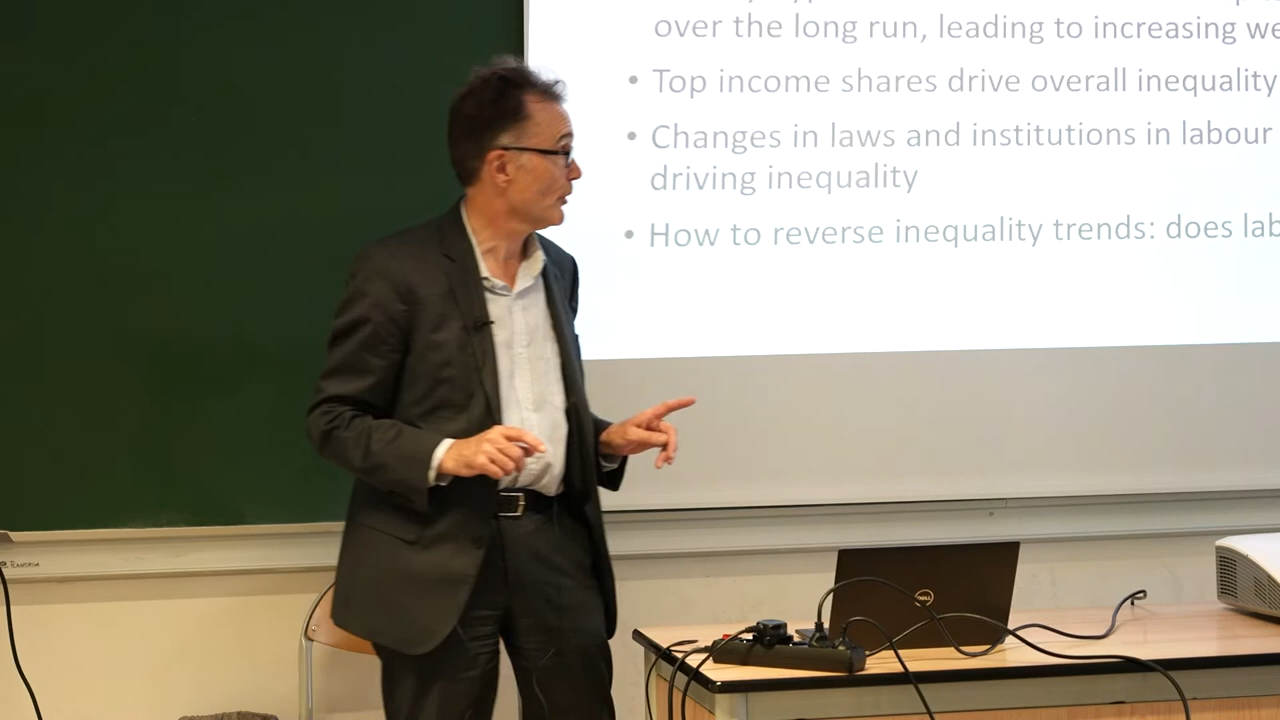 over the long run, leading to increasing we
• Top income shares drive overall inequality
• Changes in laws and institutions in labour
driving inequality
• How to reverse inequality trends: does lab
DELL